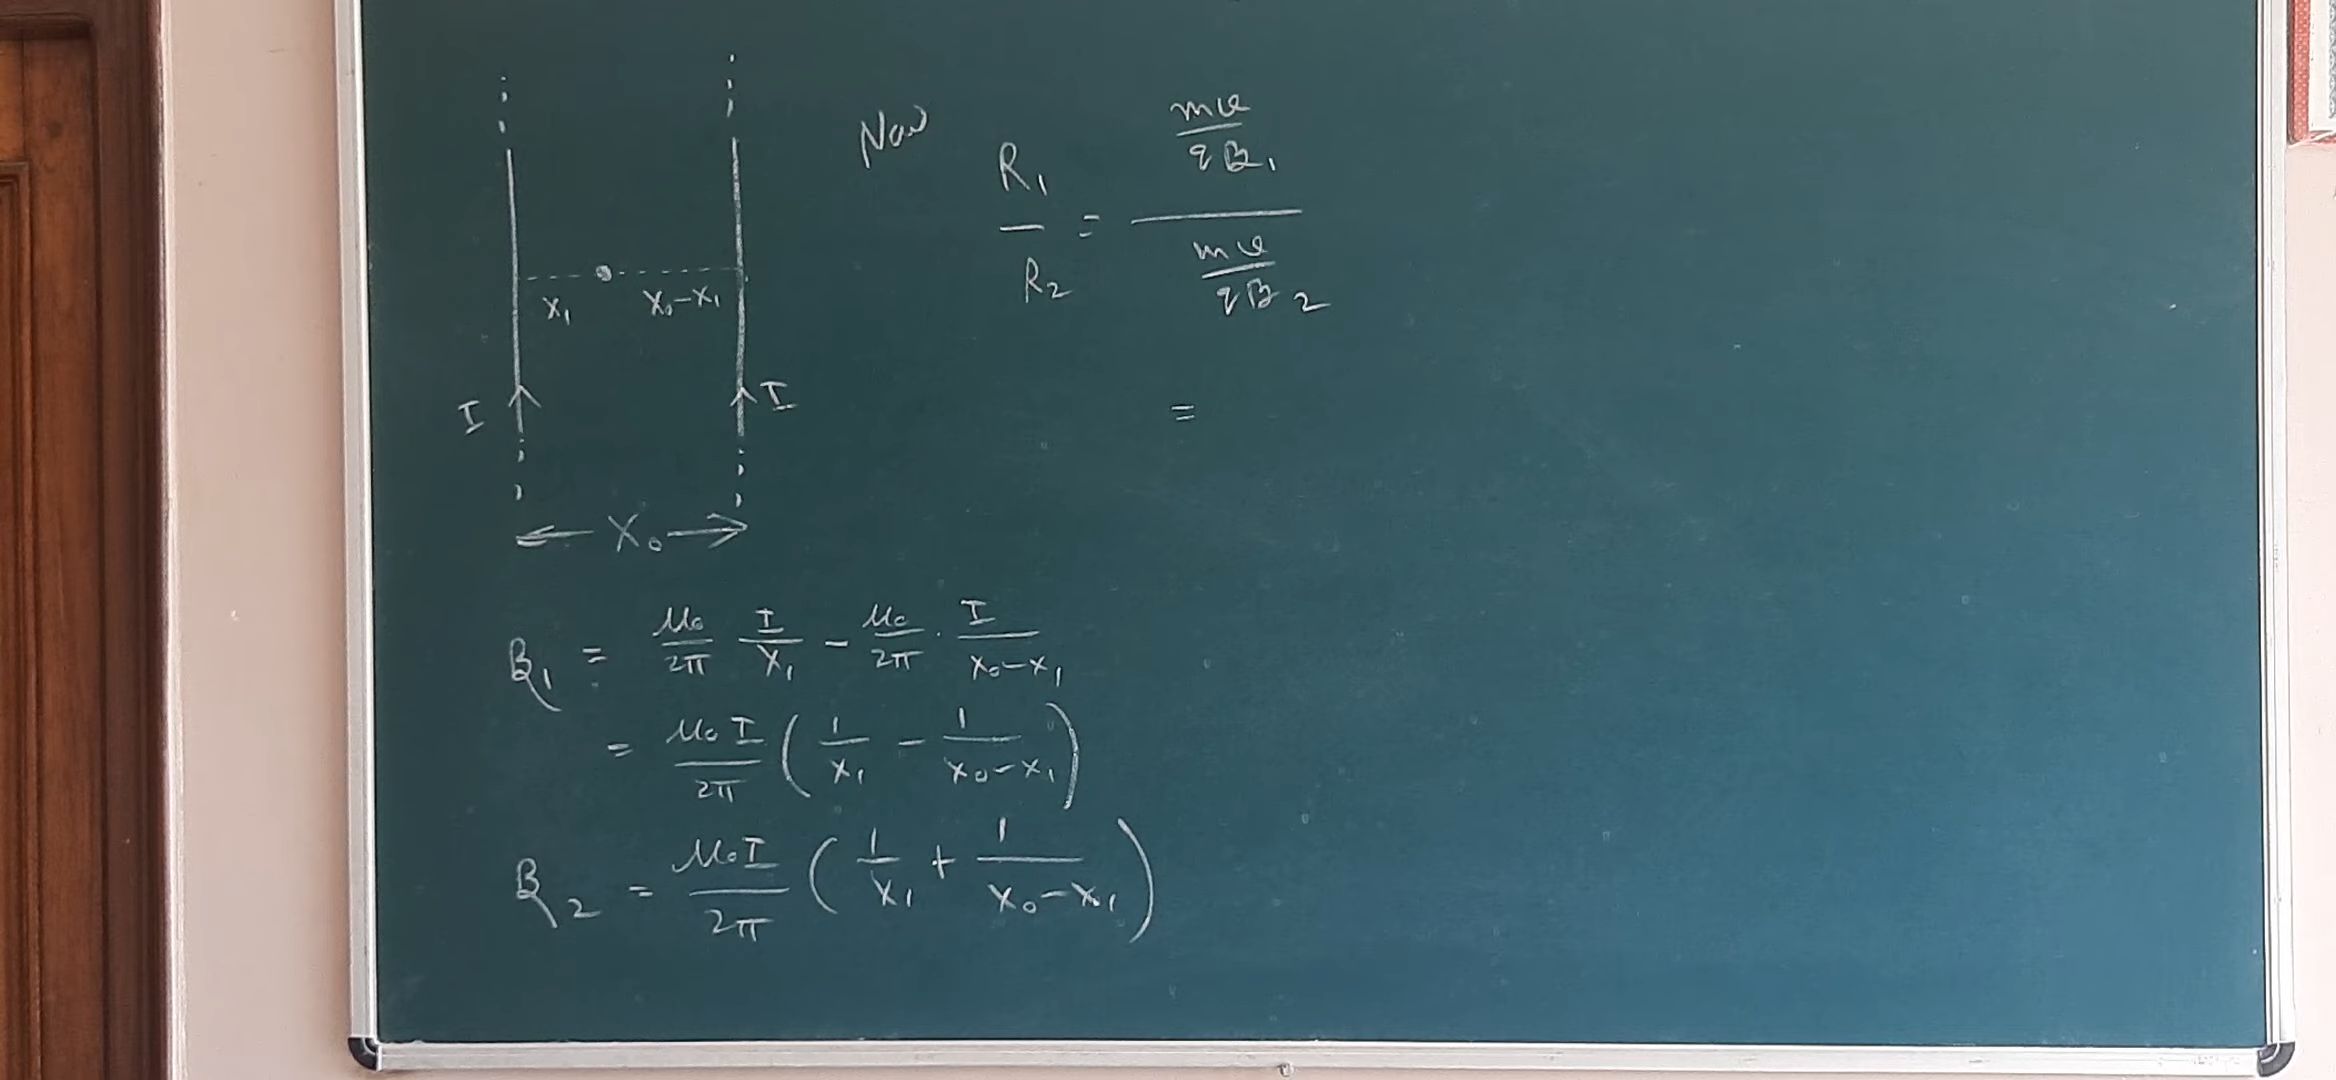 I
I
x₁
x₀-x₁
X₀
B₁ = μ₀/2π I/x₁ - μ₀/2π . I/x₀-x₁
= μ₀I/2π ( 1/x₁ - 1/x₀-x₁ )
B₂ = μ₀I/2π ( 1/x₁ + 1/x₀-x₁ )
Now
R₁/R₂ = mv/qB₁ / mv/qB₂
=